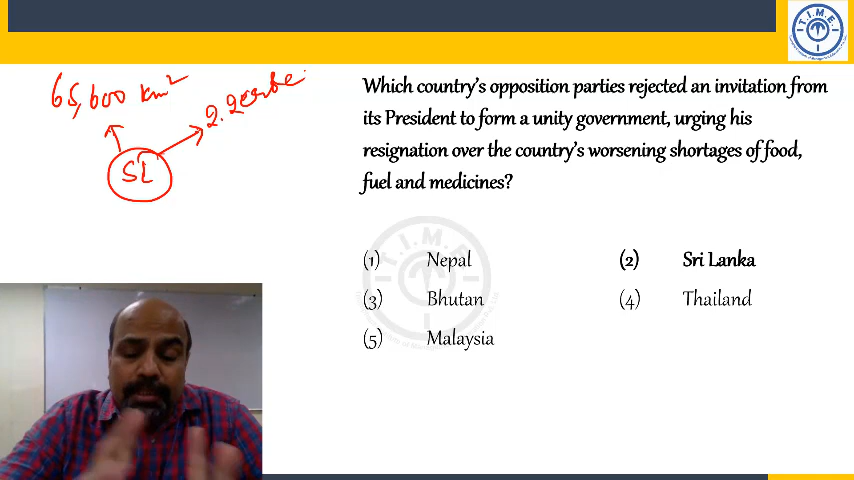 T.I.M.E.
65,600 km²
2.2 crore
SL
Which country's opposition parties rejected an invitation from
its President to form a unity government, urging his
resignation over the country's worsening shortages of food,
fuel and medicines?
(1) Nepal (2) Sri Lanka
(3) Bhutan (4) Thailand
(5) Malaysia
T.I.M.E.